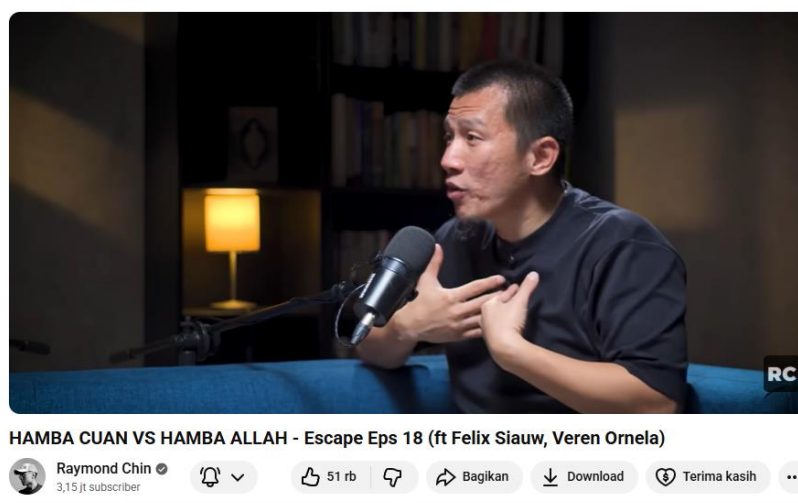 RC
HAMBA CUAN VS HAMBA ALLAH - Escape Eps 18 (ft Felix Siauw, Veren Ornela)
Raymond Chin
3,15 jt subscriber
51 rb
Bagikan
Download
Terima kasih